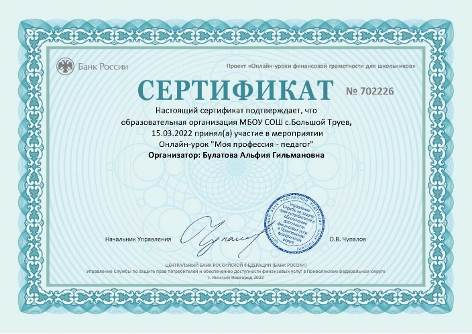 Банк России
Проект «Онлайн-уроки финансовой грамотности для школьников»
СЕРТИФИКАТ № 702226
Настоящий сертификат подтверждает, что
образовательная организация МБОУ СОШ с.Большой Труев,
15.03.2022 принял(а) участие в мероприятии
Онлайн-урок "Моя профессия - педагог"
Организатор: Булатова Альфия Гильмановна
Начальник Управления
О.В. Чупалов
ЦЕНТРАЛЬНЫЙ БАНК РОССИЙСКОЙ ФЕДЕРАЦИИ (БАНК РОССИИ)
Управление Службы по защите прав потребителей и обеспечению доступности финансовых услуг в Приволжском федеральном округе
г. Нижний Новгород, 2022